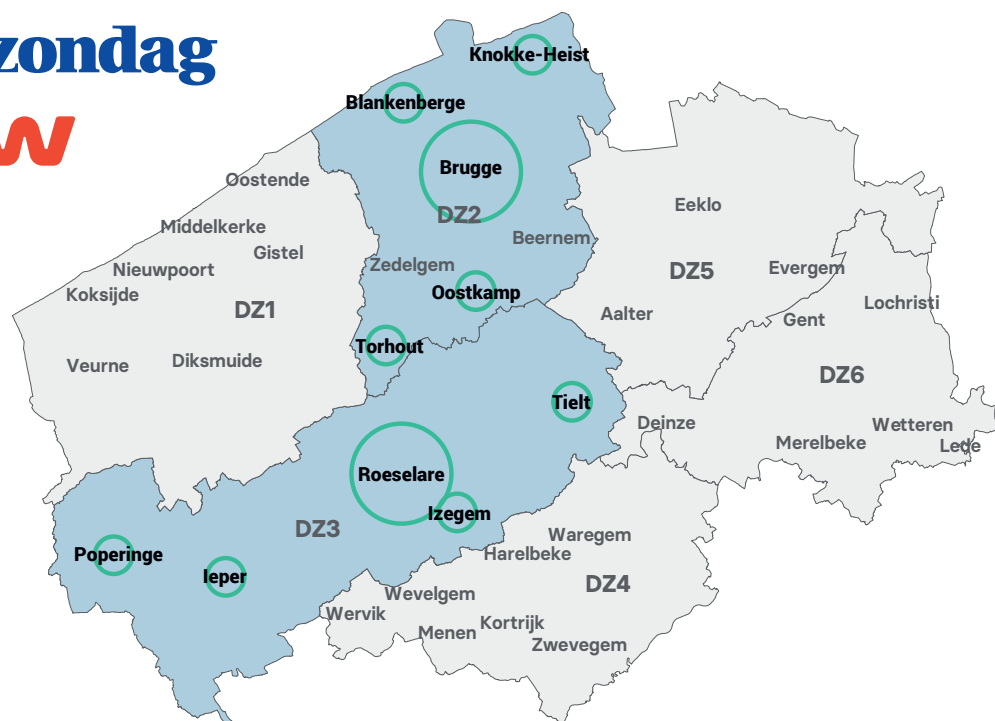 zondag
w
Knokke-Heist
Blankenberge
Brugge
Oostende
Eeklo
DZ2
Middelkerke
Beernem
Gistel
Zedelgem
Nieuwpoort
DZ5
Evergem
Koksijde
Oostkamp
Lochristi
DZ1
Aalter
Gent
Torhout
Veurne
Diksmuide
DZ6
Tielt
Deinze
Wetteren
Merelbeke
Lede
Roeselare
Izegem
DZ3
Waregem
Harelbeke
Poperinge
Ieper
DZ4
Wevelgem
Wervik
Kortrijk
Menen
Zwevegem